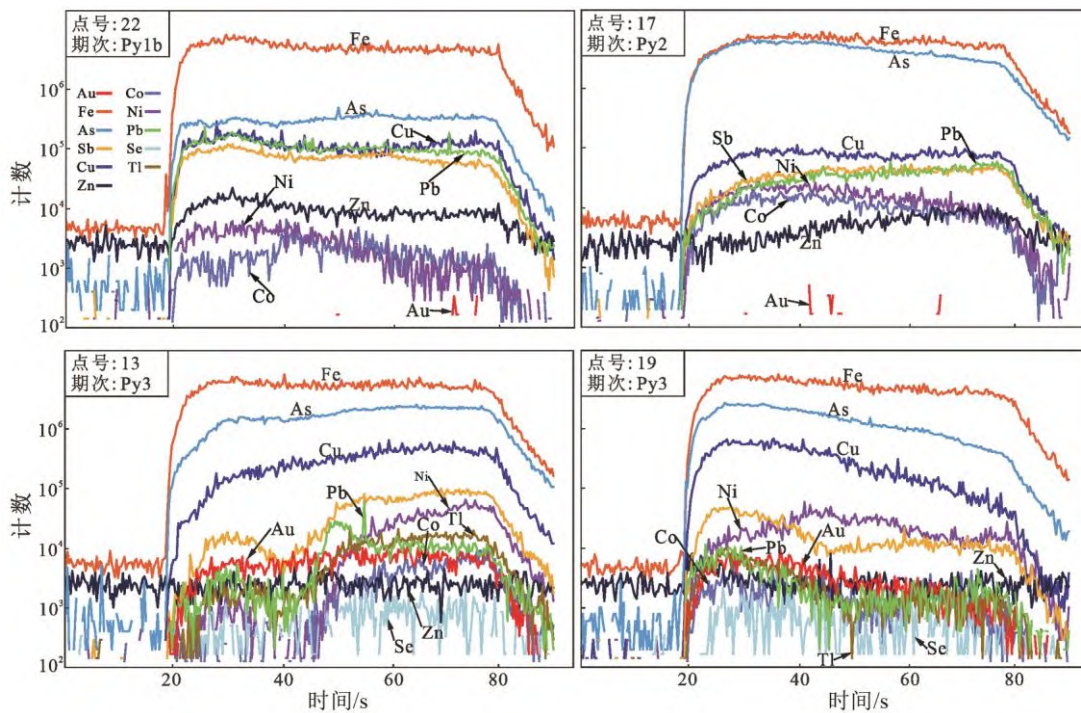 点号:22
期次:Py1b
Fe
10⁶
Au
Co
Fe
Ni
As
Pb
Sb
Se
Cu
Tl
Zn
As
Cu
10⁵
Pb
计数
Ni
10⁴
Zn
10³
Co
Au
10²
点号:17
期次:Py2
Fe
As
Sb
Cu
Pb
Ni
Co
Zn
Au
20
40
60
80
点号:13
期次:Py3
Fe
As
10⁶
Cu
10⁵
计数
Pb
Ni
Tl
Au
Co
10⁴
10³
Se
Zn
10²
20
40
60
80
时间/s
点号:19
期次:Py3
Fe
As
Cu
Ni
Co
Pb
Au
Zn
Tl
Se
20
40
60
80
时间/s